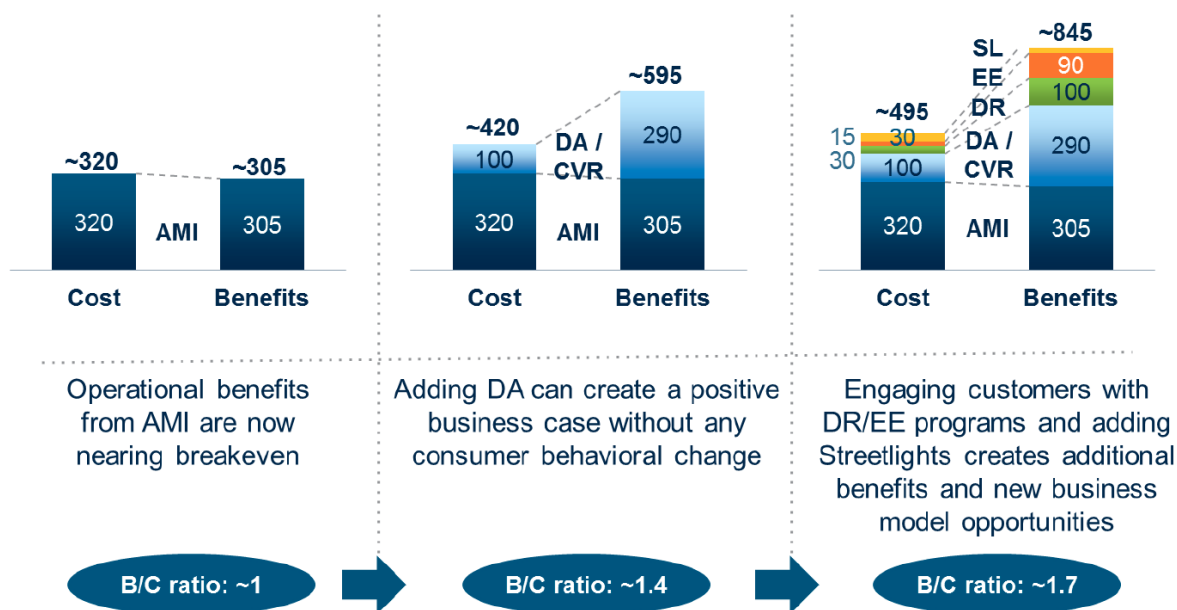 ~320
~305
320
AMI
305
Cost
Benefits
~420
~595
100
DA /
CVR
290
320
AMI
305
Cost
Benefits
~495
~845
SL
EE
DR
DA /
CVR
AMI
15
30
30
100
320
90
100
290
305
Cost
Benefits
Operational benefits
from AMI are now
nearing breakeven
Adding DA can create a positive
business case without any
consumer behavioral change
Engaging customers with
DR/EE programs and adding
Streetlights creates additional
benefits and new business
model opportunities
B/C ratio: ~1
B/C ratio: ~1.4
B/C ratio: ~1.7